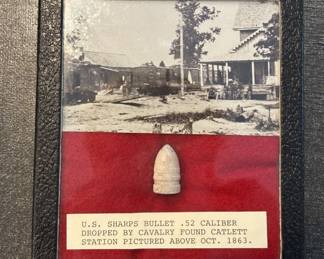 U.S. SHARPS BULLET .52 CALIBER
DROPPED BY CAVALRY FOUND CATLETT
STATION PICTURED ABOVE OCT. 1863.